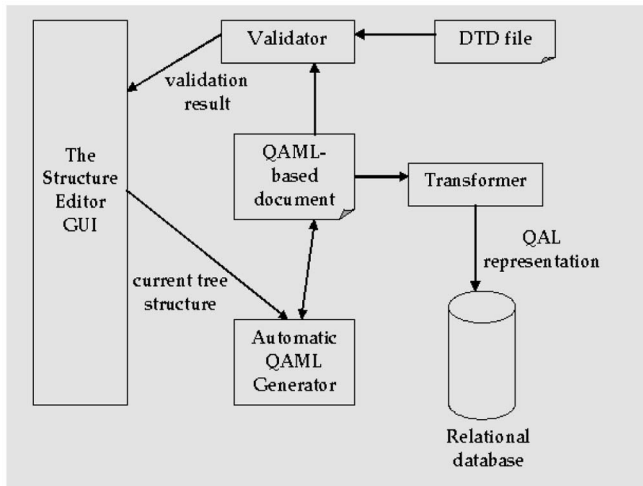 Validator
DTD file
validation
result
The
Structure
Editor
GUI
QAML-
based
document
Transformer
QAL
representation
current tree
structure
Automatic
QAML
Generator
Relational
database